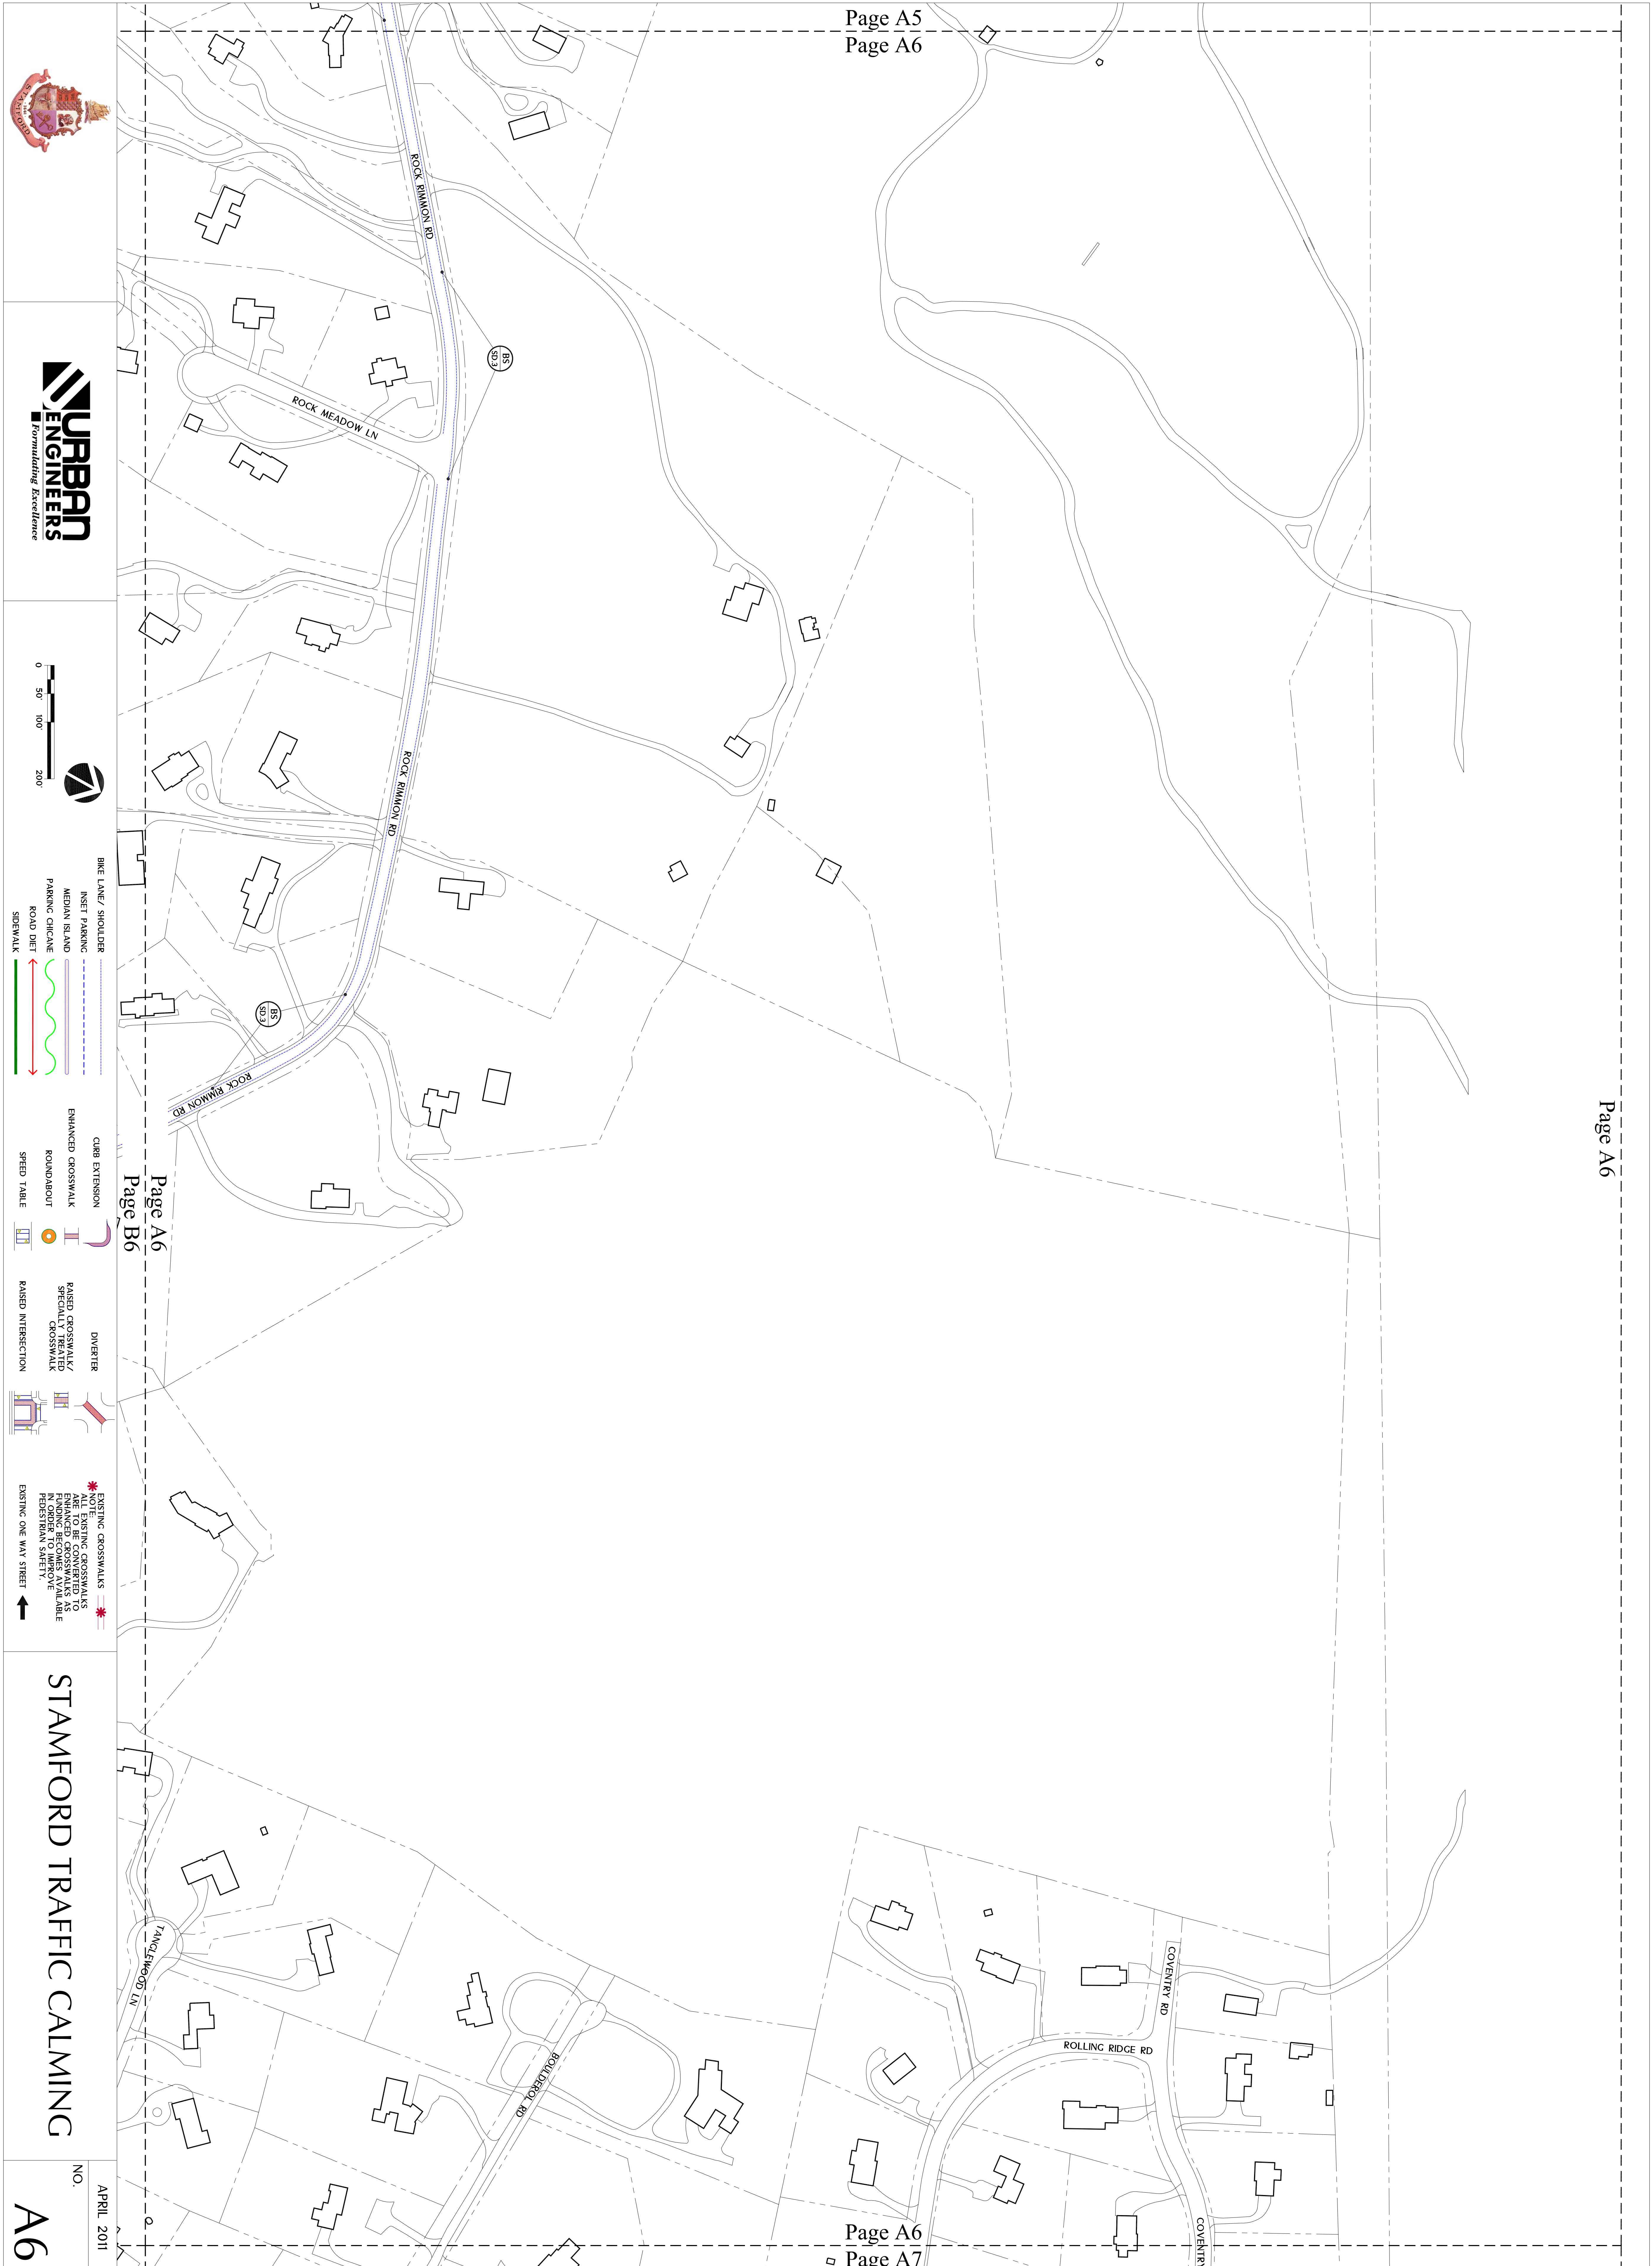 Page A5
Page A6
Page A6
ROCK RIMMON RD
BS
SD.3
ROCK MEADOW LN
ROCK RIMMON RD
BS
SD.3
ROCK RIMMON RD
Page A6
Page B6
TANGLEWOOD LN
BOULDEROL RD
COVENTRY RD
ROLLING RIDGE RD
COVENTRY
Page A6
Page A7
STAMFORD
URBAN
ENGINEERS
Formulating Excellence
0 50' 100' 200'
BIKE LANE/ SHOULDER
INSET PARKING
MEDIAN ISLAND
PARKING CHICANE
ROAD DIET
SIDEWALK
CURB EXTENSION
ENHANCED CROSSWALK
ROUNDABOUT
SPEED TABLE
DIVERTER
RAISED CROSSWALK/
SPECIALLY TREATED
CROSSWALK
RAISED INTERSECTION
EXISTING CROSSWALKS
NOTE:
ALL EXISTING CROSSWALKS
ARE TO BE CONVERTED TO
ENHANCED CROSSWALKS AS
FUNDING BECOMES AVAILABLE
IN ORDER TO IMPROVE
PEDESTRIAN SAFETY.
EXISTING ONE WAY STREET
STAMFORD TRAFFIC CALMING
APRIL 2011
NO.
A6